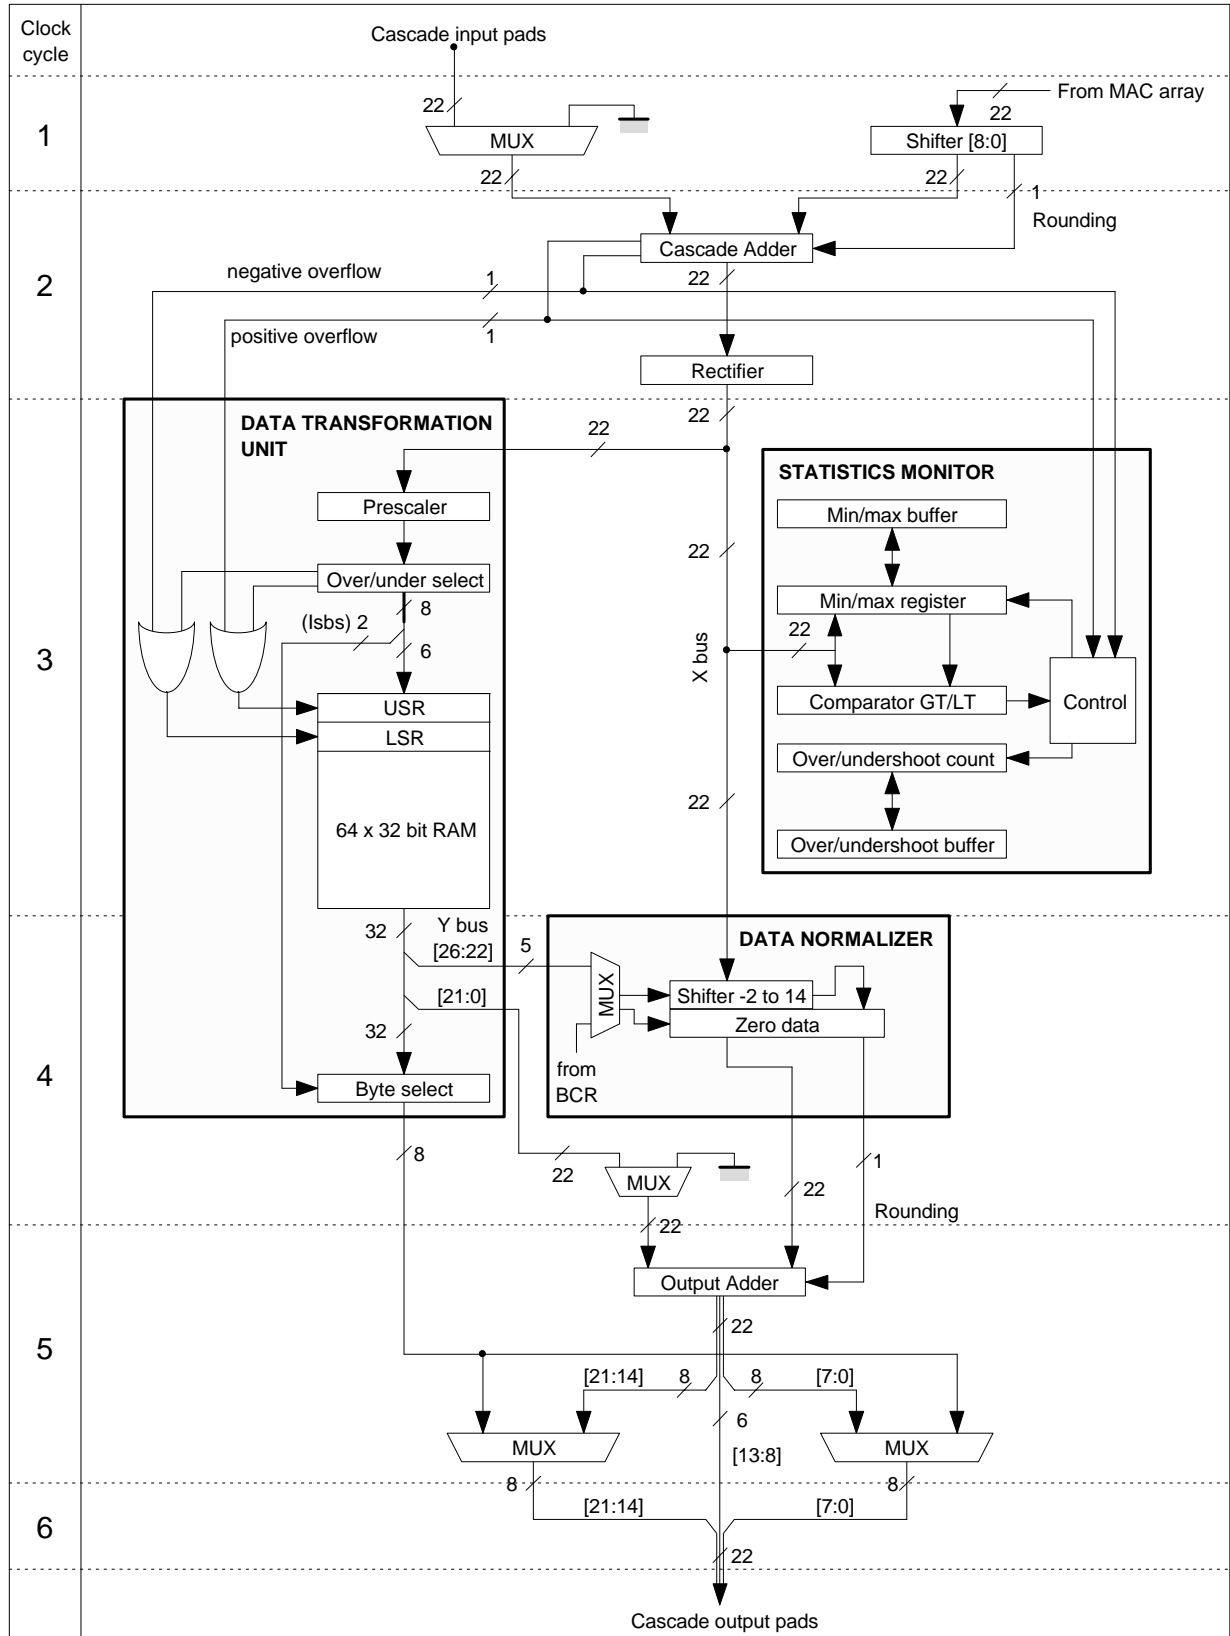 Clock
cycle
Cascade input pads
From MAC array
22
22
1
MUX
Shifter [8:0]
22
22
1
Rounding
Cascade Adder
negative overflow
1
22
2
positive overflow
1
Rectifier
22
DATA TRANSFORMATION
UNIT
22
STATISTICS MONITOR
Prescaler
Min/max buffer
22
Over/under select
Min/max register
8
(lsbs) 2
22
6
3
X bus
USR
Comparator GT/LT
Control
LSR
Over/undershoot count
22
64 x 32 bit RAM
Over/undershoot buffer
32
Y bus
[26:22]
5
DATA NORMALIZER
MUX
[21:0]
Shifter -2 to 14
Zero data
32
from
BCR
4
Byte select
8
22
1
MUX
22
22
Rounding
Output Adder
22
5
[21:14]
8
8
[7:0]
6
MUX
[13:8]
MUX
8
8
[21:14]
[7:0]
6
22
Cascade output pads